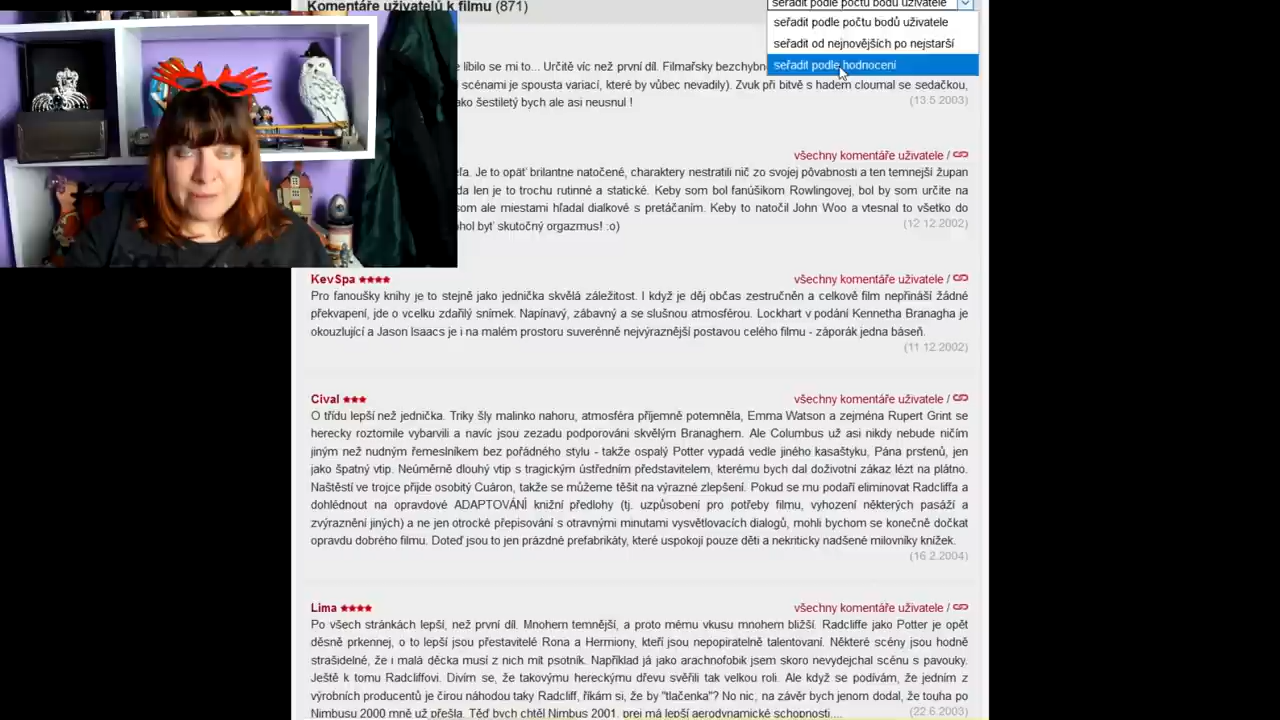 Komentáře uživatelů k filmu (871)
seřadit podle počtu bodů uživatele
seřadit podle počtu bodů uživatele
seřadit od nejnovějších po nejstarší
seřadit podle hodnocení
e líbilo se mi to... Určitě víc než první díl. Filmařsky bezchybn
i scénami je spousta variací, které by vůbec nevadily). Zvuk při bitvě s hadem cloumal se sedačkou,
ako šestiletý bych ale asi neusnul !
(13.5.2003)
všechny komentáře uživatele /
ľa. Je to opäť brilantne natočené, charaktery nestratili nič zo svojej pôvabnosti a ten temnejší župan
da len je to trochu rutinné a statické. Keby som bol fanúšikom Rowlingovej, bol by som určite na
som ale miestami hľadal diaľkové s pretáčaním. Keby to natočil John Woo a vtesnal to všetko do
ohol byť skutočný orgazmus! :o)
(12.12.2002)
KevSpa ★★★★
všechny komentáře uživatele /
Pro fanoušky knihy je to stejně jako jednička skvělá záležitost. I když je děj občas zestručněn a celkově film nepřináší žádné
překvapení, jde o vcelku zdařilý snímek. Napínavý, zábavný a se slušnou atmosférou. Lockhart v podání Kennetha Branagha je
okouzlující a Jason Isaacs je i na malém prostoru suverénně nejvýraznější postavou celého filmu - záporák jedna báseň.
(11.12.2002)
Cival ★★★
všechny komentáře uživatele /
O třídu lepší než jednička. Triky šly malinko nahoru, atmosféra příjemně potemněla, Emma Watson a zejména Rupert Grint se
herecky roztomile vybarvili a navíc jsou zezadu podporováni skvělým Branaghem. Ale Columbus už asi nikdy nebude ničím
jiným než nudným řemeslníkem bez pořádného stylu - takže ospalý Potter vypadá vedle jiného kasaštyku, Pána prstenů, jen
jako špatný vtip. Neúměrně dlouhý vtip s tragickým ústředním představitelem, kterému bych dal doživotní zákaz lézt na plátno.
Naštěstí ve trojce přijde osobitý Cuáron, takže se můžeme těšit na výrazné zlepšení. Pokud se mu podaří eliminovat Radcliffa a
dohlédnout na opravdové ADAPTOVÁNÍ knižní předlohy (tj. uzpůsobení pro potřeby filmu, vyhození některých pasáží a
zvýraznění jiných) a ne jen otrocké přepisování s otravnými minutami vysvětlovacích dialogů, mohli bychom se konečně dočkat
opravdu dobrého filmu. Doteď jsou to jen prázdné prefabrikáty, které uspokojí pouze děti a nekriticky nadšené milovníky knížek.
(16.2.2004)
Lima ★★★★
všechny komentáře uživatele /
Po všech stránkách lepší, než první díl. Mnohem temnější, a proto mému vkusu mnohem bližší. Radcliffe jako Potter je opět
děsně prkennej, o to lepší jsou přestavitelé Rona a Hermiony, kteří jsou nepopiratelně talentovaní. Některé scény jsou hodně
strašidelné, že i malá děcka musí z nich mít psotník. Například já jako arachnofobik jsem skoro nevydejchal scénu s pavouky.
Ještě k tomu Radcliffovi. Divím se, že takovýmu hereckýmu dřevu svěřili tak velkou roli. Ale když se podívám, že jedním z
výrobních producentů je čirou náhodou taky Radcliff, říkám si, že by "tlačenka"? No nic, na závěr bych jenom dodal, že touha po
Nimbusu 2000 mně už přešla. Teď bych chtěl Nimbus 2001, prej má lepší aerodynamické schopnosti....
(22.6.2003)